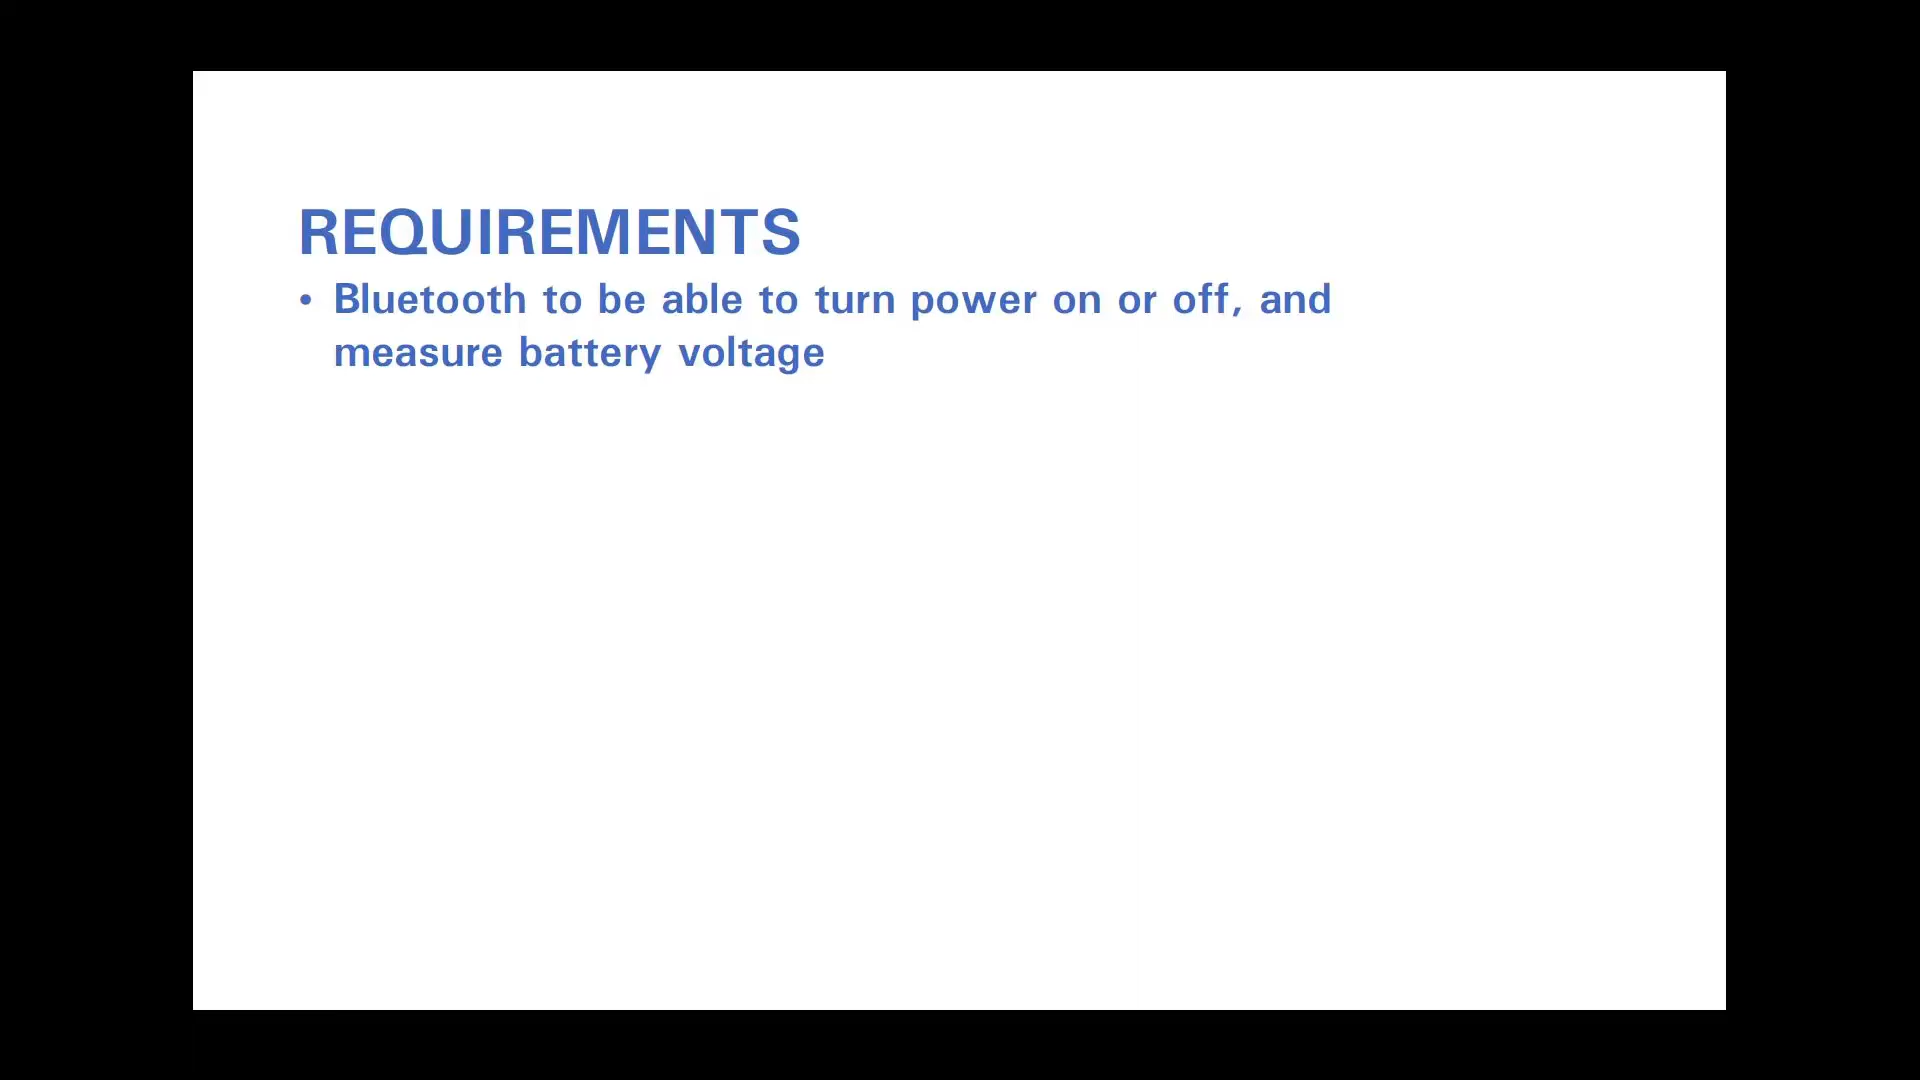 REQUIREMENTS
• Bluetooth to be able to turn power on or off, and
measure battery voltage